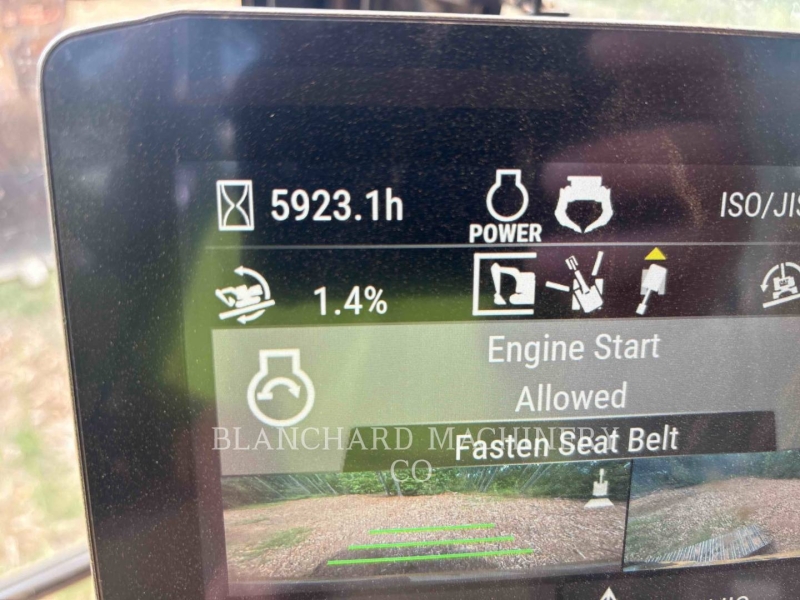 5923.1h
POWER
ISO/JIS
1.4%
Engine Start
Allowed
Fasten Seat Belt
BLANCHARD MACHINERY
CO